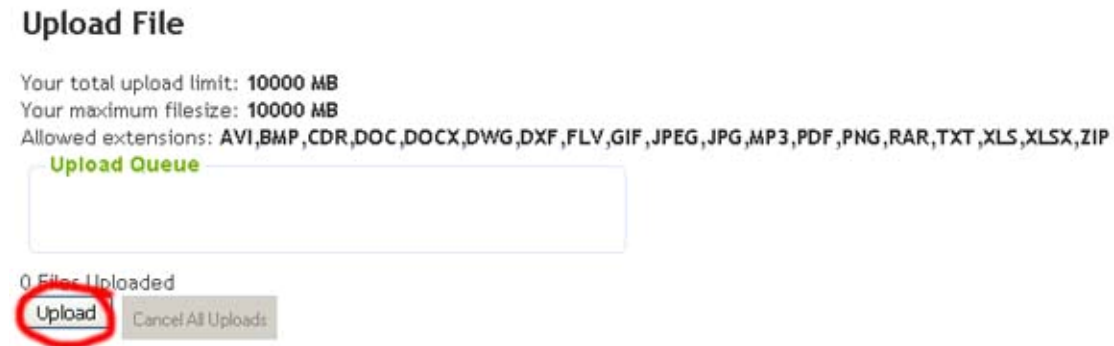 Upload File
Your total upload limit: 10000 MB
Your maximum filesize: 10000 MB
Allowed extensions: AVI,BMP,CDR,DOC,DOCX,DWG,DXF,FLV,GIF,JPEG,JPG,MP3,PDF,PNG,RAR,TXT,XLS,XLSX,ZIP
Upload Queue
0 Files Uploaded
Upload Cancel All Uploads